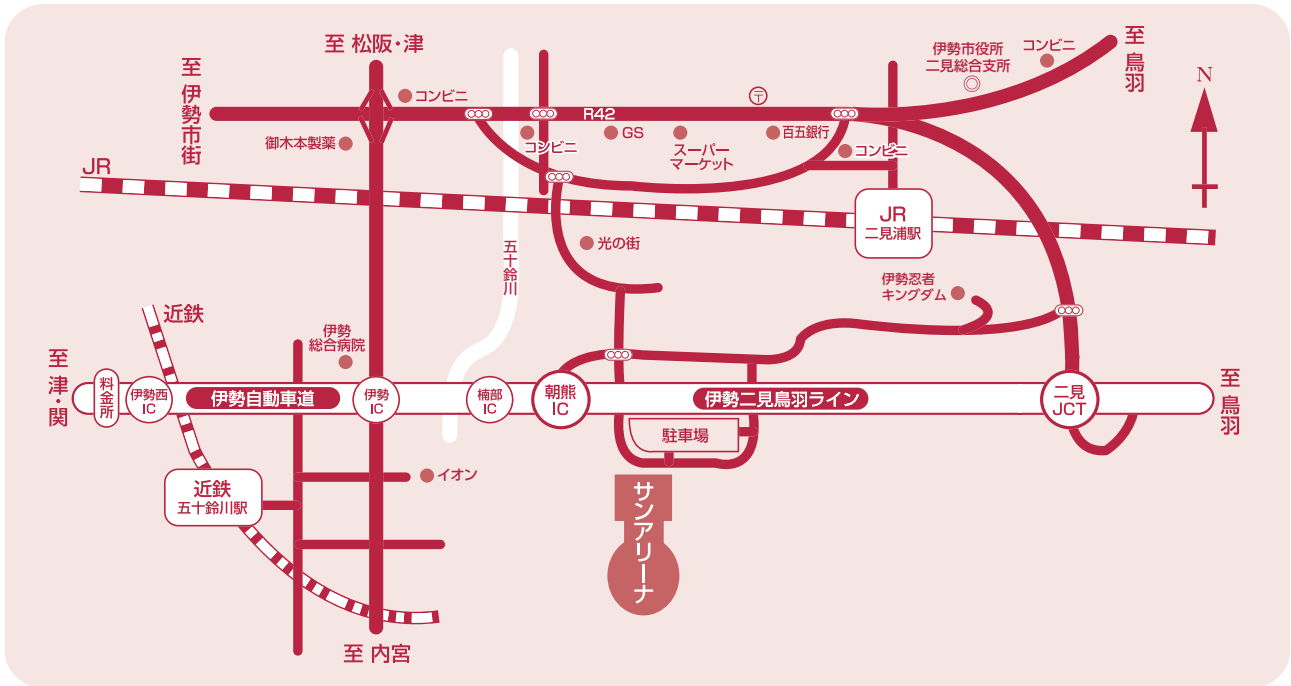 至 松阪・津
至 伊勢市街
コンビニ
R42
〒
伊勢市役所
二見総合支所
コンビニ
至 鳥羽
N
御木本製薬
コンビニ
GS
スーパー
マーケット
百五銀行
コンビニ
JR
JR
二見浦駅
五十鈴川
光の街
伊勢忍者
キングダム
近鉄
伊勢
総合病院
至 津・関
料金所
伊勢西
IC
伊勢自動車道
伊勢
IC
楠部
IC
朝熊
IC
伊勢二見鳥羽ライン
二見
JCT
至 鳥羽
駐車場
イオン
近鉄
五十鈴川駅
サンアリーナ
至 内宮